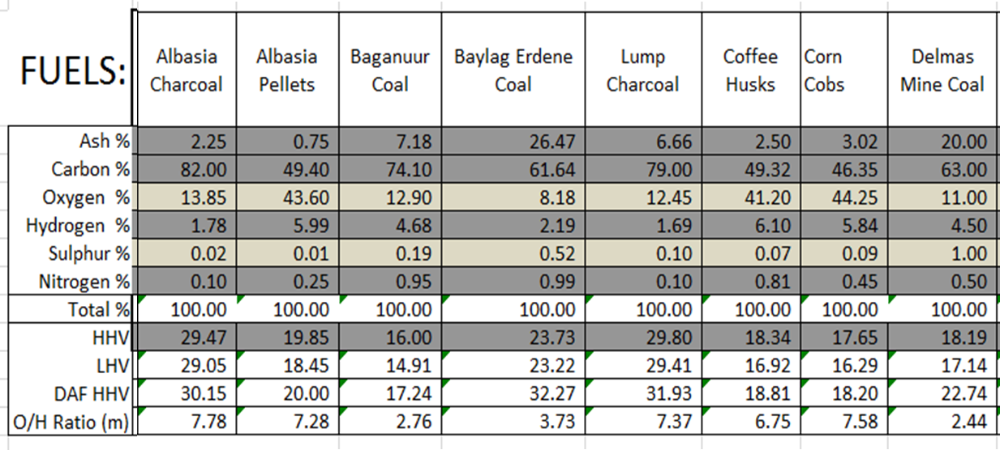 FUELS: Albasia Charcoal Albasia Pellets Baganuur Coal Baylag Erdene Coal Lump Charcoal Coffee Husks Corn Cobs Delmas Mine Coal
Ash % 2.25 0.75 7.18 26.47 6.66 2.50 3.02 20.00
Carbon % 82.00 49.40 74.10 61.64 79.00 49.32 46.35 63.00
Oxygen % 13.85 43.60 12.90 8.18 12.45 41.20 44.25 11.00
Hydrogen % 1.78 5.99 4.68 2.19 1.69 6.10 5.84 4.50
Sulphur % 0.02 0.01 0.19 0.52 0.10 0.07 0.09 1.00
Nitrogen % 0.10 0.25 0.95 0.99 0.10 0.81 0.45 0.50
Total % 100.00 100.00 100.00 100.00 100.00 100.00 100.00 100.00
HHV 29.47 19.85 16.00 23.73 29.80 18.34 17.65 18.19
LHV 29.05 18.45 14.91 23.22 29.41 16.92 16.29 17.14
DAF HHV 30.15 20.00 17.24 32.27 31.93 18.81 18.20 22.74
O/H Ratio (m) 7.78 7.28 2.76 3.73 7.37 6.75 7.58 2.44